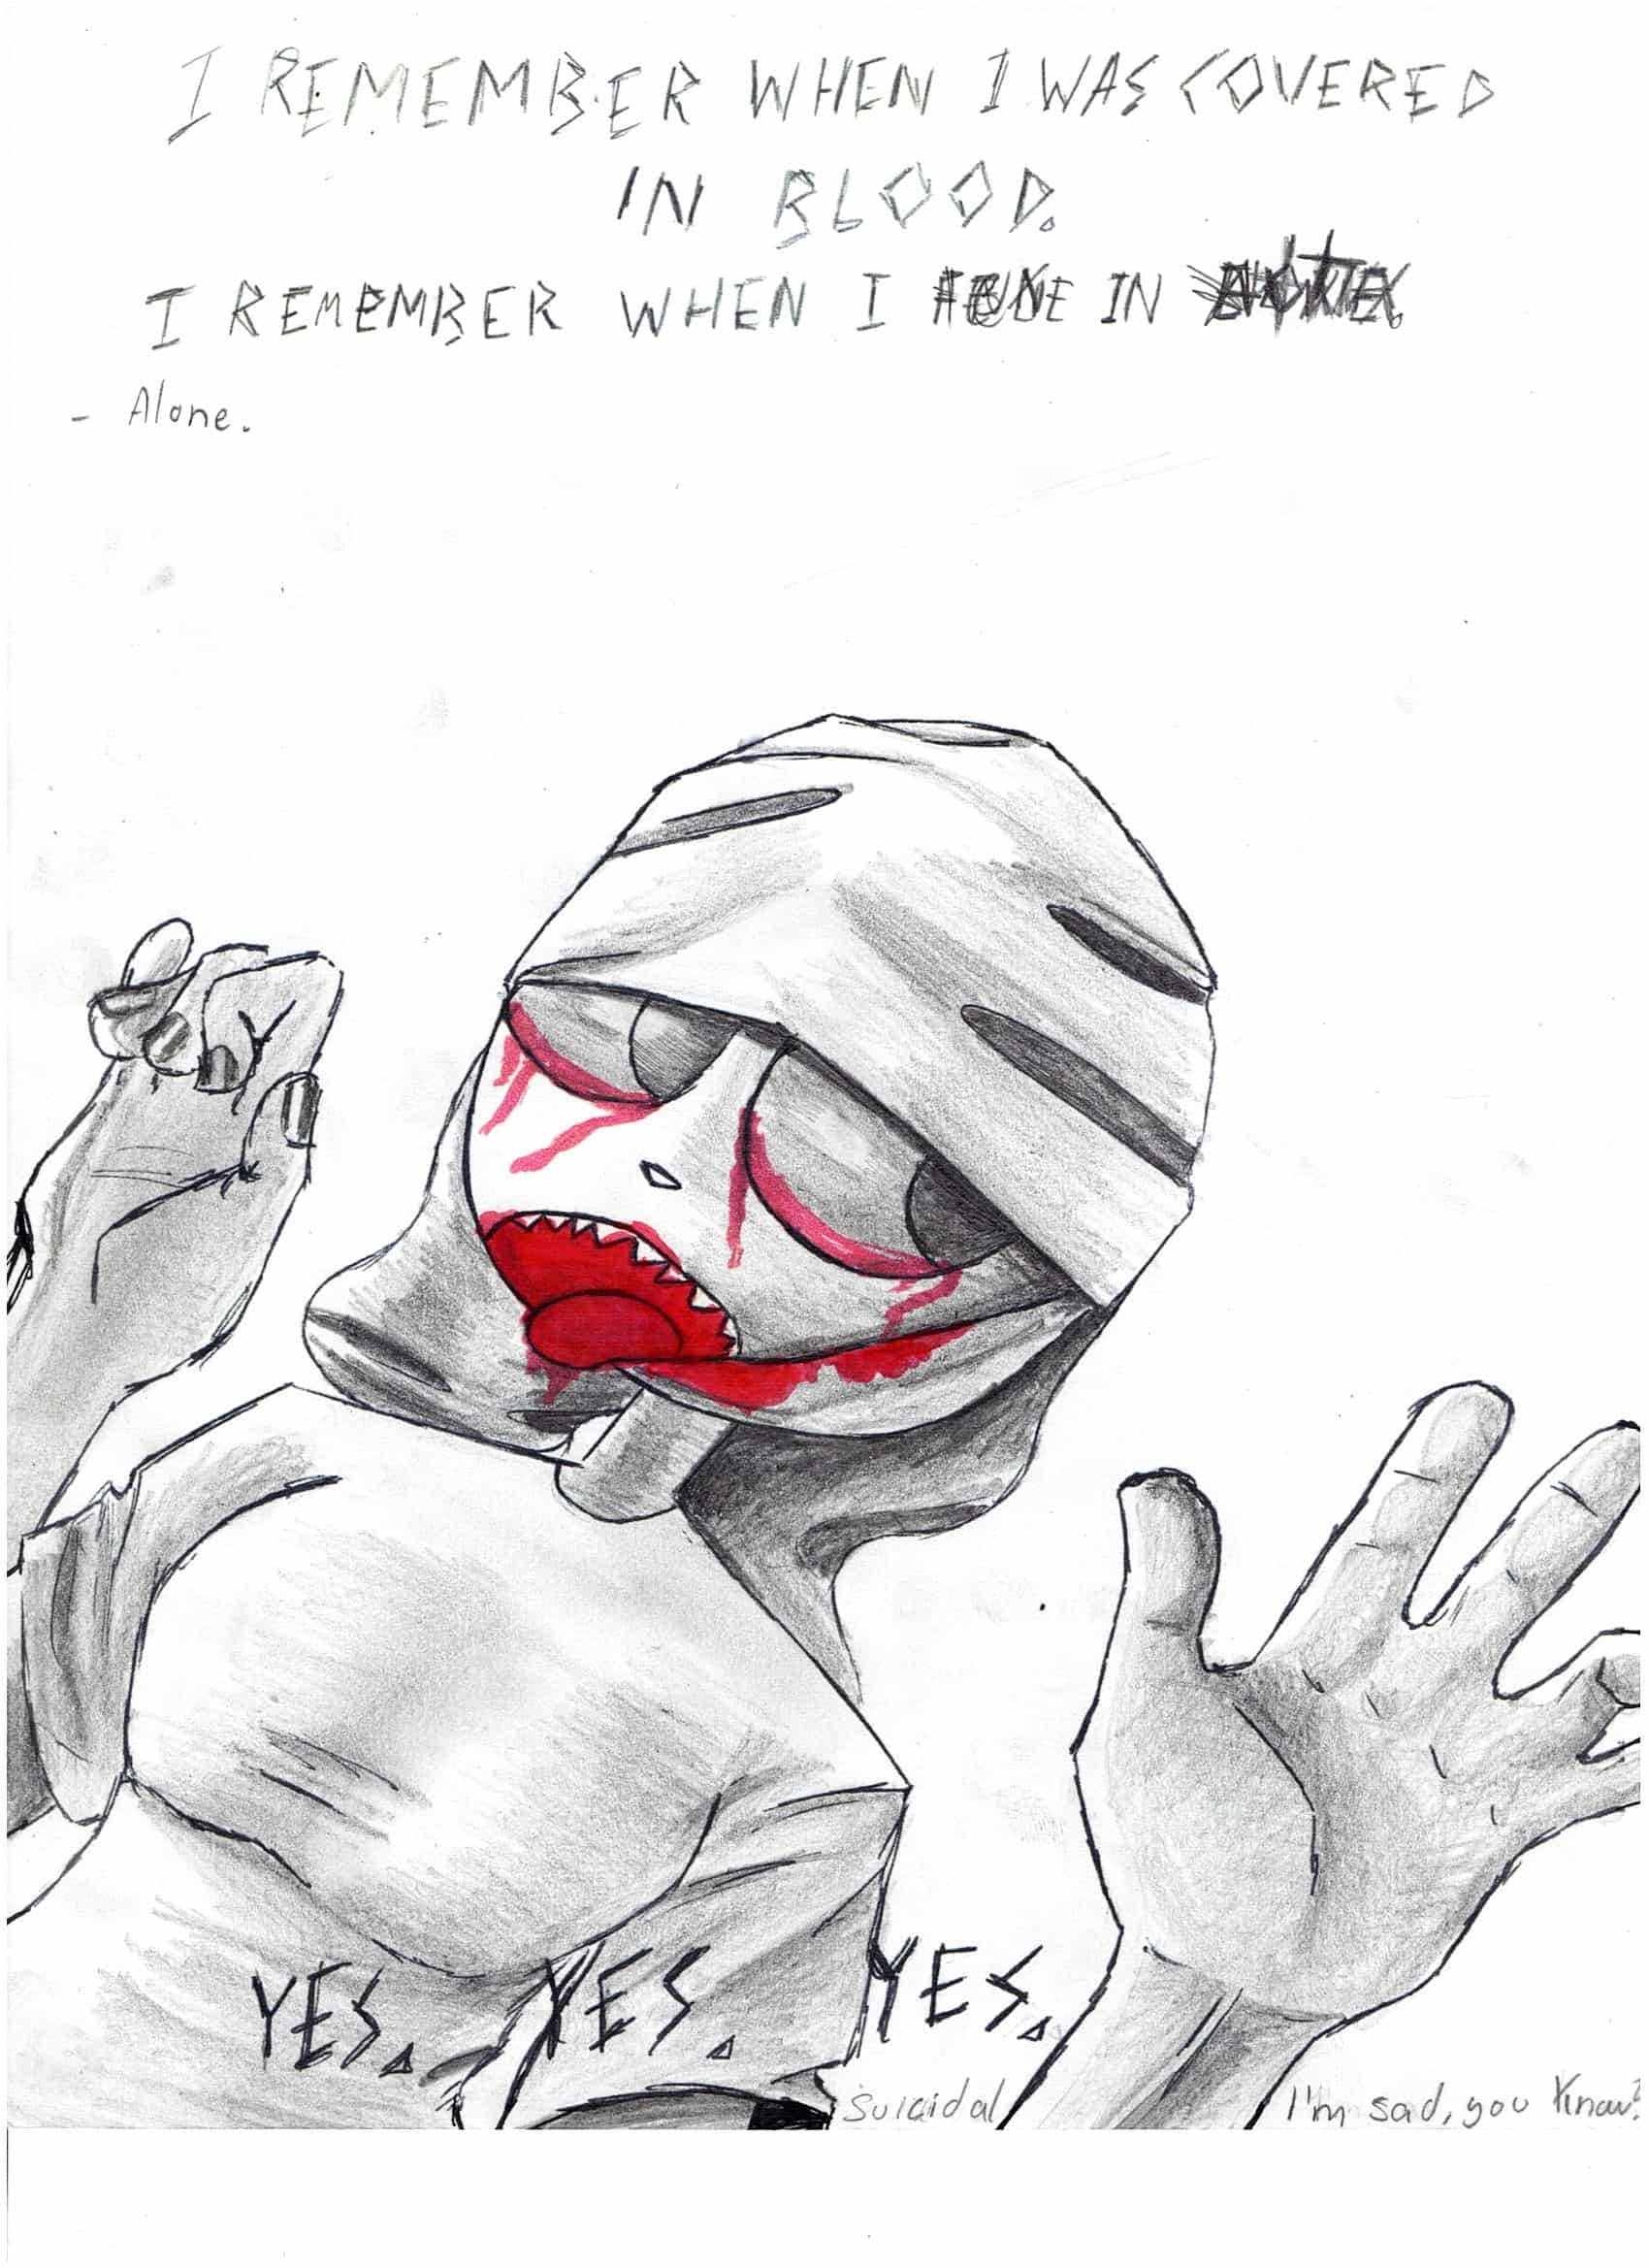 I REMEMBER WHEN I WAS COVERED
IN BLOOD.
I REMEMBER WHEN I IN
- Alone.
YES. YES. YES.
suicidal
I'm sad, you know?